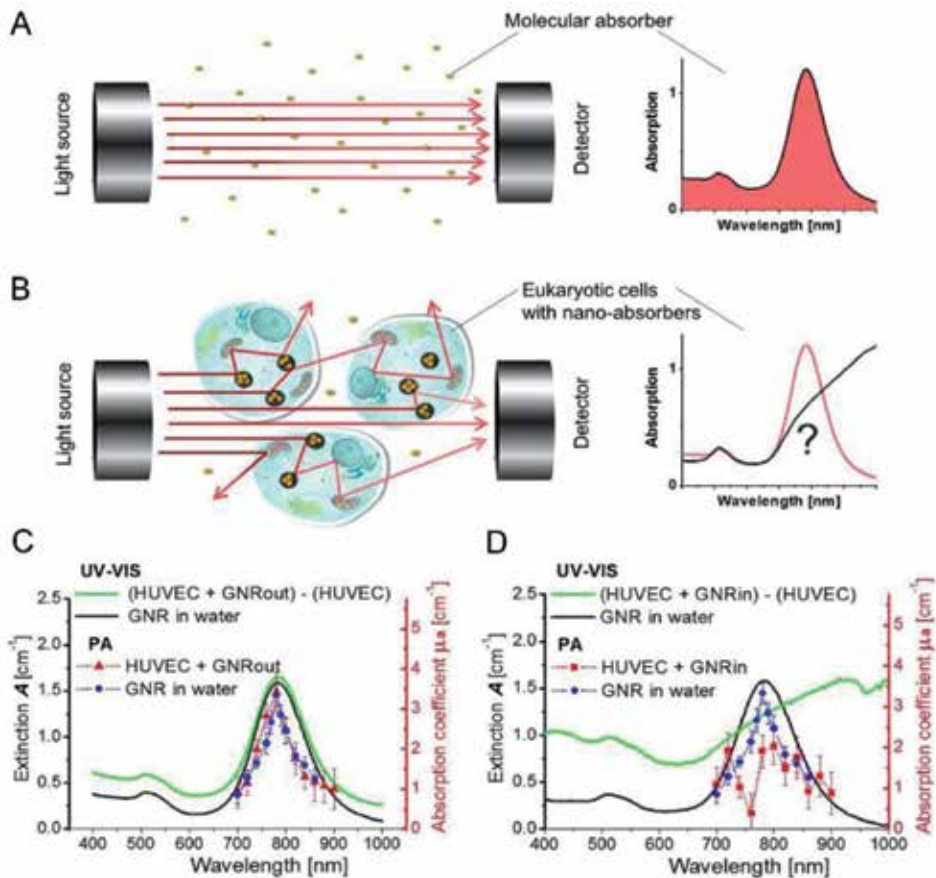 A
Molecular absorber
Light source
Detector
Absorption
1
0
Wavelength [nm]
B
Eukaryotic cells
with nano-absorbers
Light source
Detector
Absorption
1
0
?
Wavelength [nm]
C
UV-VIS
(HUVEC + GNRout) - (HUVEC)
GNR in water
PA
HUVEC + GNRout
GNR in water
Extinction A [cm⁻¹]
2.5
2.0
1.5
1.0
0.5
0.0
400 500 600 700 800 900 1000
Wavelength [nm]
5
4
3
2
1
0
Absorption coefficient µa [cm⁻¹]
D
UV-VIS
(HUVEC + GNRin) - (HUVEC)
GNR in water
PA
HUVEC + GNRin
GNR in water
Extinction A [cm⁻¹]
2.5
2.0
1.5
1.0
0.5
0.0
400 500 600 700 800 900 1000
Wavelength [nm]
5
4
3
2
1
0
Absorption coefficient µa [cm⁻¹]